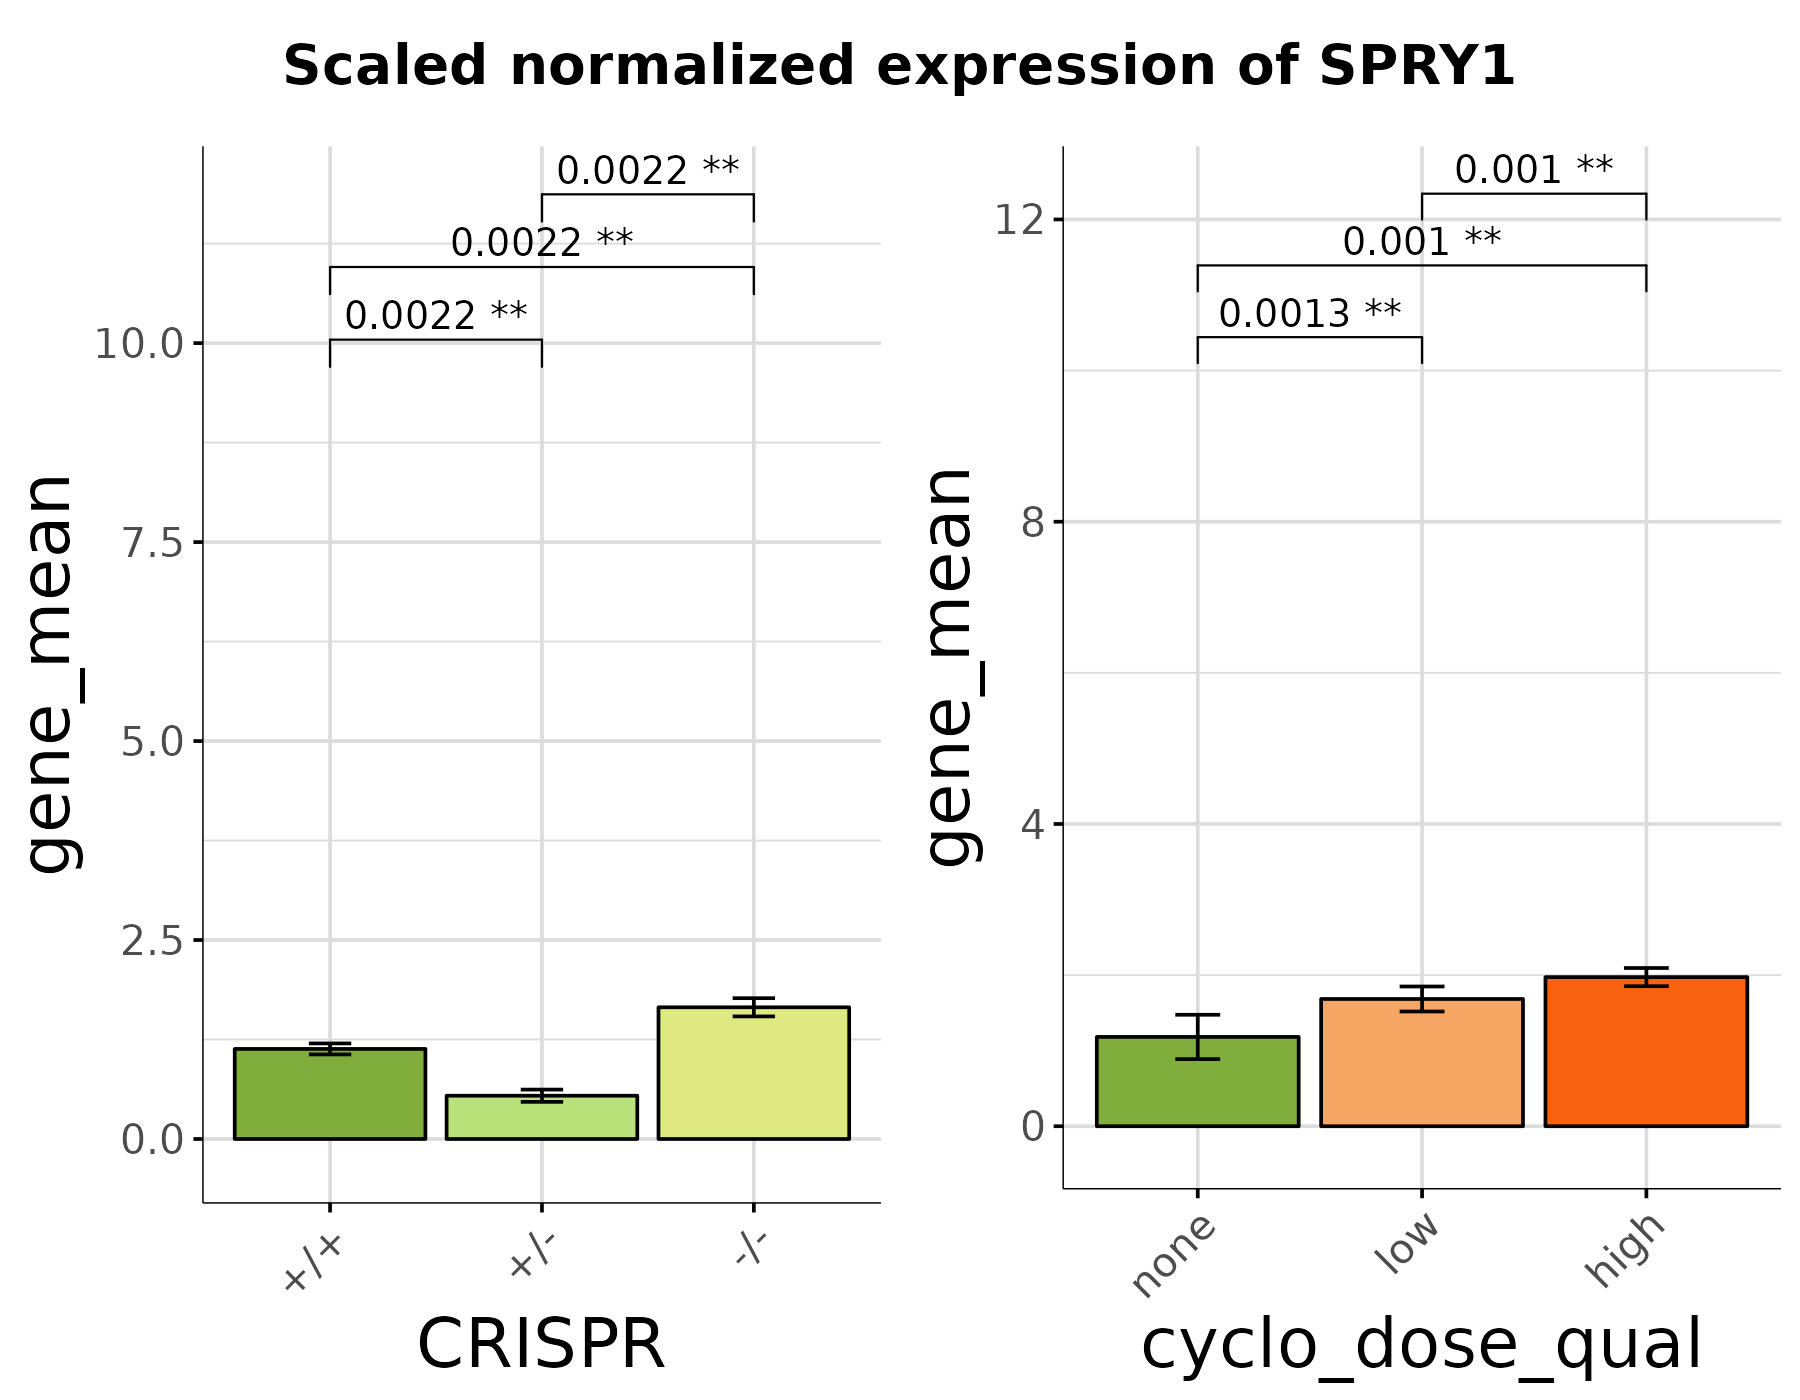 Scaled normalized expression of SPRY1
0.0022 **
0.0022 **
0.0022 **
10.0
7.5
5.0
2.5
0.0
gene_mean
+/+
+/-
-/-
CRISPR
0.001 **
0.001 **
0.0013 **
12
8
4
0
gene_mean
none
low
high
cyclo_dose_qual